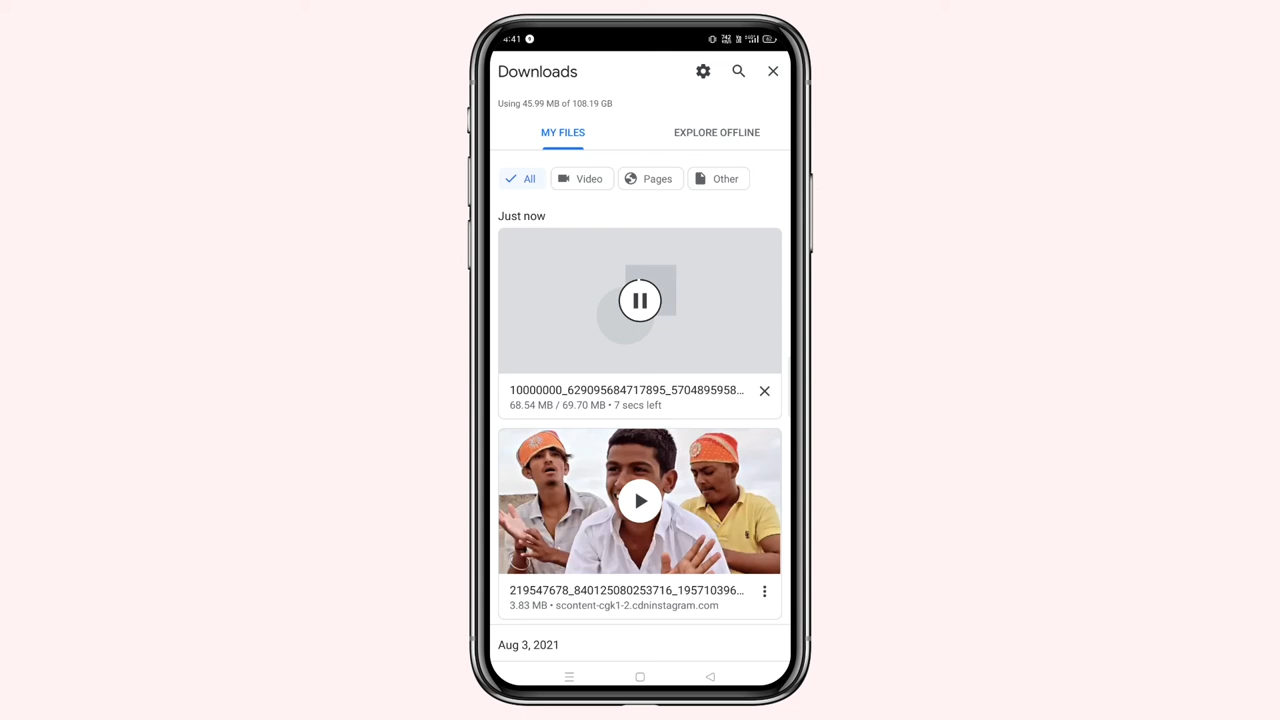 4:41
Downloads
Using 45.99 MB of 108.19 GB
MY FILES
EXPLORE OFFLINE
All
Video
Pages
Other
Just now
10000000_629095684717895_5704895958...
68.54 MB / 69.70 MB • 7 secs left
219547678_840125080253716_195710396...
3.83 MB • scontent-cgk1-2.cdninstagram.com
Aug 3, 2021